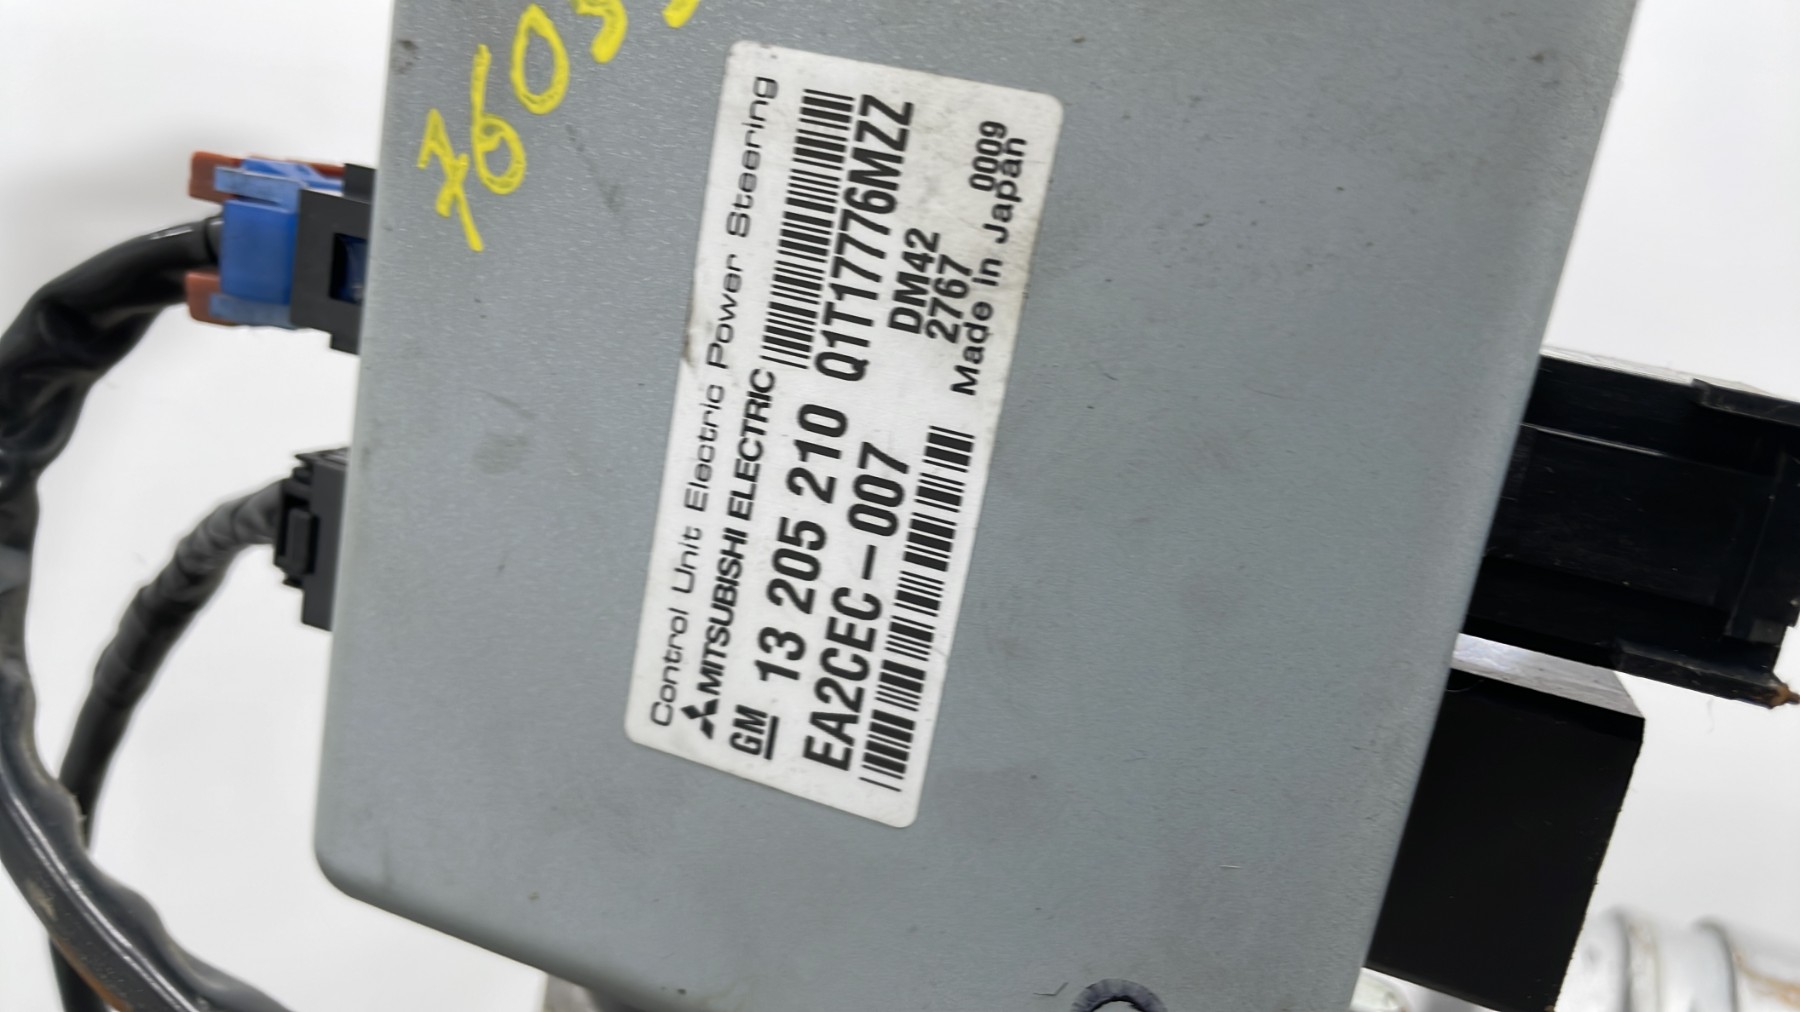 Control Unit Electric Power Steering
MITSUBISHI ELECTRIC
GM 13 205 210 Q1T17776MZZ
EA2CEC-007 DM42
2767
0009
Made in Japan